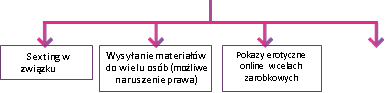 Sexting w
związku
Wysyłanie materiałów
do wielu osób (możliwe
naruszenie prawa)
Pokazy erotyczne
online w celach
zarobkowych